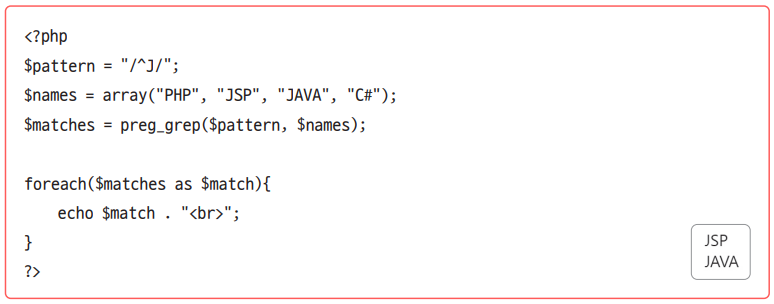 <?php
$pattern = "/^J/";
$names = array("PHP", "JSP", "JAVA", "C#");
$matches = preg_grep($pattern, $names);
foreach($matches as $match){
    echo $match . "<br>";
}
?>
JSP
JAVA